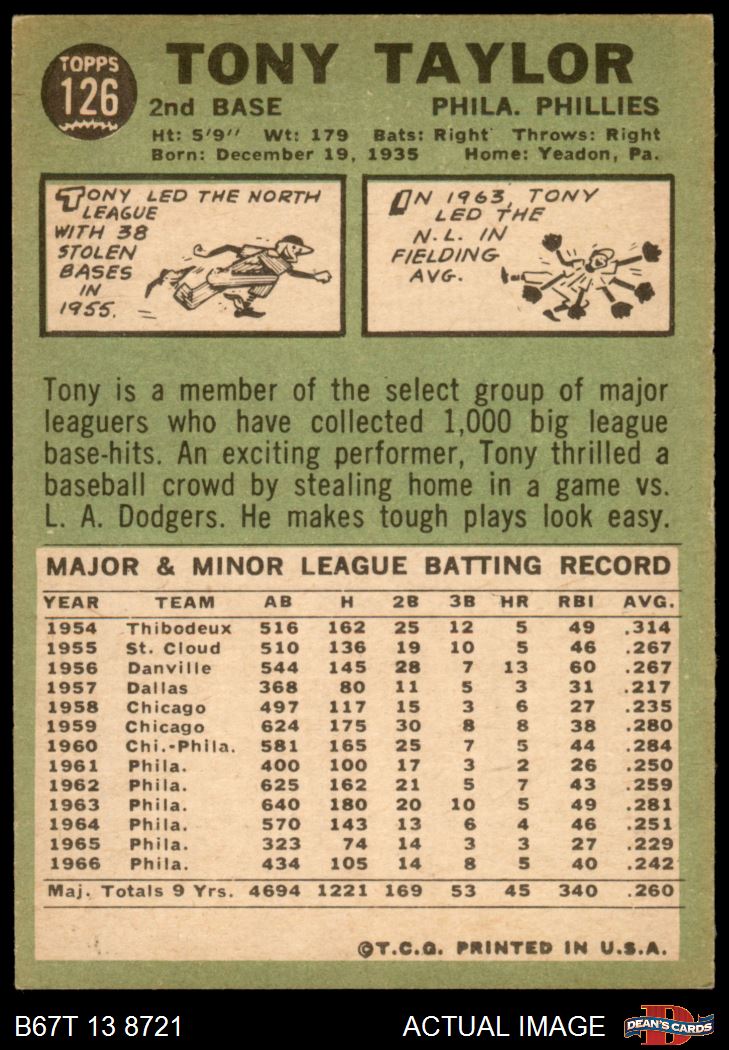 TOPPS
126
TONY TAYLOR
2nd BASE PHILA. PHILLIES
Ht: 5'9" Wt: 179 Bats: Right Throws: Right
Born: December 19, 1935 Home: Yeadon, Pa.
TONY LED THE NORTH
LEAGUE
WITH 38
STOLEN
BASES
IN
1955.
IN 1963, TONY
LED THE
N.L. IN
FIELDING
AVG.
Tony is a member of the select group of major
leaguers who have collected 1,000 big league
base-hits. An exciting performer, Tony thrilled a
baseball crowd by stealing home in a game vs.
L. A. Dodgers. He makes tough plays look easy.
MAJOR & MINOR LEAGUE BATTING RECORD
YEAR TEAM AB H 2B 3B HR RBI AVG.
1954 Thibodeux 516 162 25 12 5 49 .314
1955 St. Cloud 510 136 19 10 5 46 .267
1956 Danville 544 145 28 7 13 60 .267
1957 Dallas 368 80 11 5 3 31 .217
1958 Chicago 497 117 15 3 6 27 .235
1959 Chicago 624 175 30 8 8 38 .280
1960 Chi.-Phila. 581 165 25 7 5 44 .284
1961 Phila. 400 100 17 3 2 26 .250
1962 Phila. 625 162 21 5 7 43 .259
1963 Phila. 640 180 20 10 5 49 .281
1964 Phila. 570 143 13 6 4 46 .251
1965 Phila. 323 74 14 3 3 27 .229
1966 Phila. 434 105 14 8 5 40 .242
Maj. Totals 9 Yrs. 4694 1221 169 53 45 340 .260
©T.C.G. PRINTED IN U.S.A.
B67T 13 8721 ACTUAL IMAGE
DEAN'S CARDS